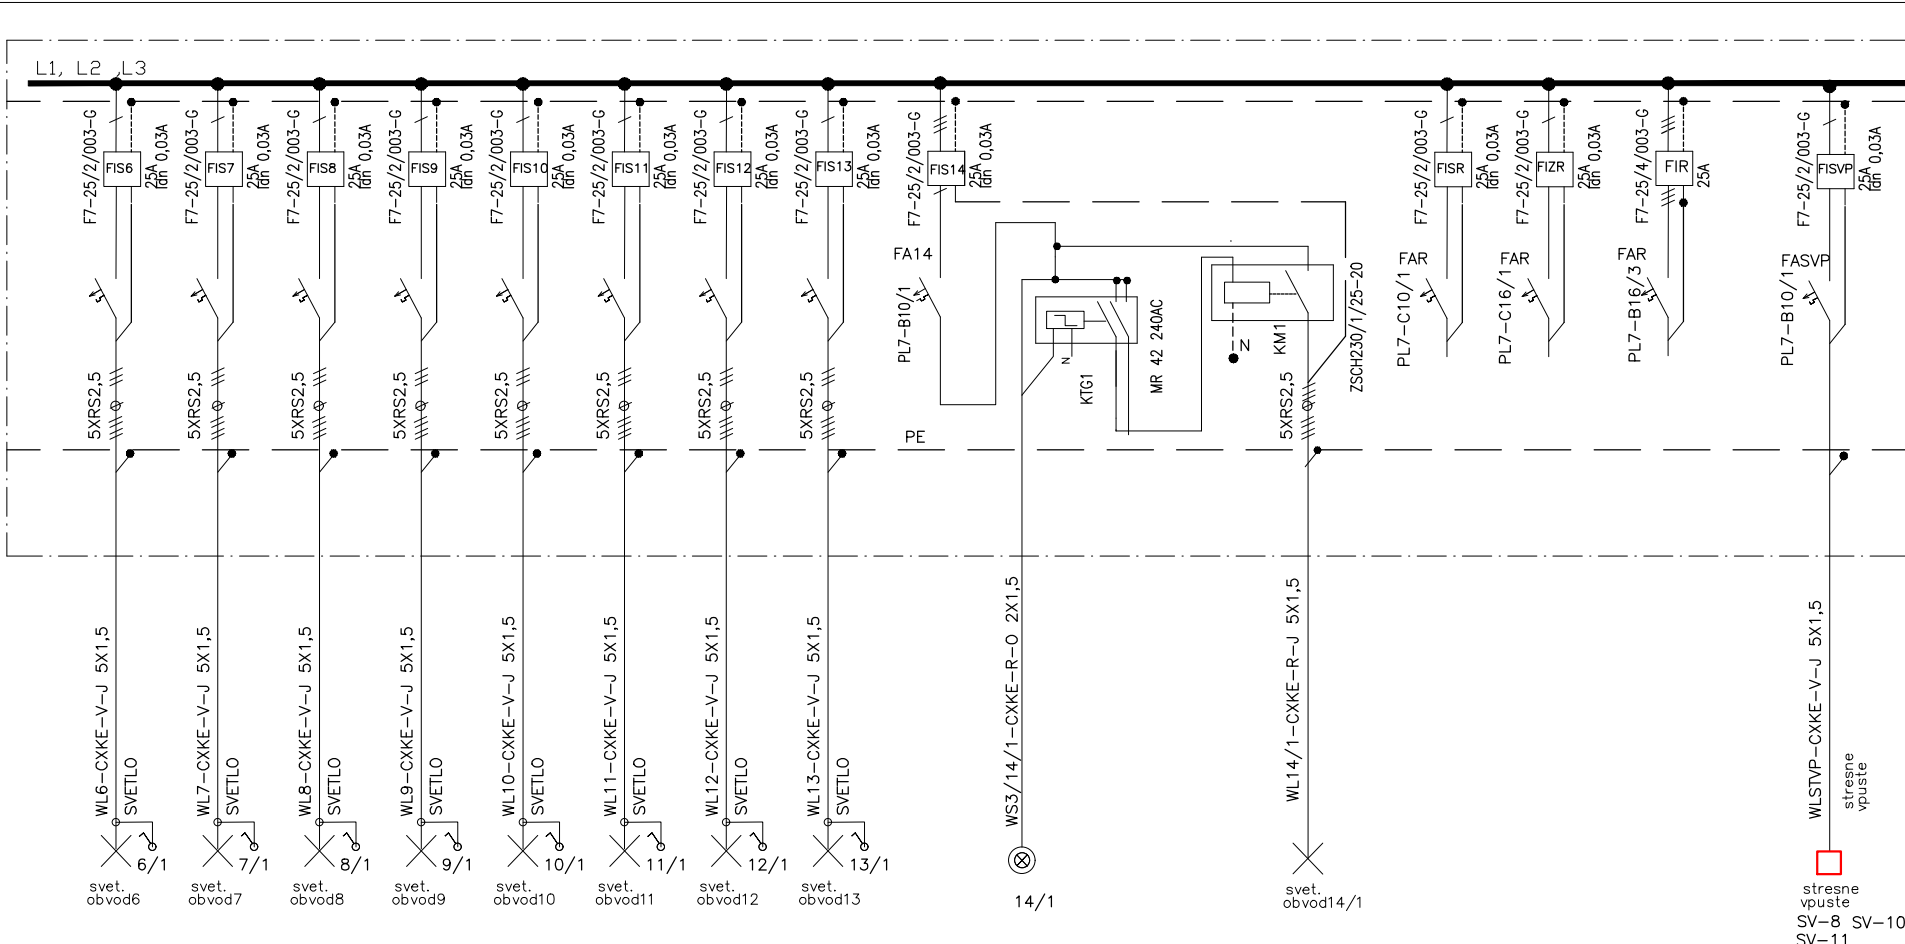 L1, L2 ,L3
F7-25/2/003-G
FIS6
25A
Idn 0,03A
F7-25/2/003-G
FIS7
25A
Idn 0,03A
F7-25/2/003-G
FIS8
25A
Idn 0,03A
F7-25/2/003-G
FIS9
25A
Idn 0,03A
F7-25/2/003-G
FIS10
25A
Idn 0,03A
F7-25/2/003-G
FIS11
25A
Idn 0,03A
F7-25/2/003-G
FIS12
25A
Idn 0,03A
F7-25/2/003-G
FIS13
25A
Idn 0,03A
F7-25/2/003-G
FIS14
25A
Idn 0,03A
F7-25/2/003-G
FISR
25A
Idn 0,03A
F7-25/2/003-G
FIZR
25A
Idn 0,03A
F7-25/4/003-G
FIR
25A
F7-25/2/003-G
FISVP
25A
Idn 0,03A
FA14
PL7-B10/1
KTG1
N
MR 42 240AC
N
KM1
ZSCH230/1/25-20
FAR
PL7-C10/1
FAR
PL7-C16/1
FAR
PL7-B16/3
FASVP
PL7-B10/1
5XRS2,5
5XRS2,5
5XRS2,5
5XRS2,5
5XRS2,5
5XRS2,5
5XRS2,5
5XRS2,5
5XRS2,5
PE
WL6-CXKE-V-J 5X1,5
SVETLO
WL7-CXKE-V-J 5X1,5
SVETLO
WL8-CXKE-V-J 5X1,5
SVETLO
WL9-CXKE-V-J 5X1,5
SVETLO
WL10-CXKE-V-J 5X1,5
SVETLO
WL11-CXKE-V-J 5X1,5
SVETLO
WL12-CXKE-V-J 5X1,5
SVETLO
WL13-CXKE-V-J 5X1,5
SVETLO
WS3/14/1-CXKE-R-O 2X1,5
WL14/1-CXKE-R-J 5X1,5
WLSTVP-CXKE-V-J 5X1,5
stresne
vpuste
6/1
7/1
8/1
9/1
10/1
11/1
12/1
13/1
14/1
svet.
obvod6
svet.
obvod7
svet.
obvod8
svet.
obvod9
svet.
obvod10
svet.
obvod11
svet.
obvod12
svet.
obvod13
svet.
obvod14/1
stresne
vpuste
SV-8 SV-10
SV-11